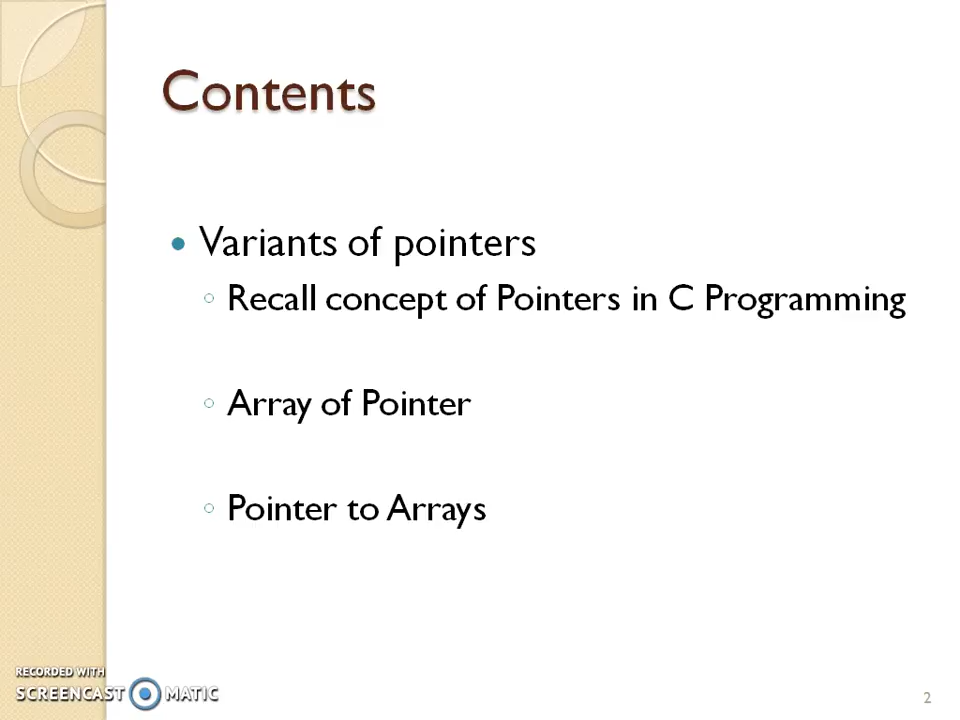 Contents
Variants of pointers
Recall concept of Pointers in C Programming
Array of Pointer
Pointer to Arrays
RECORDED WITH
SCREENCAST MATIC
2